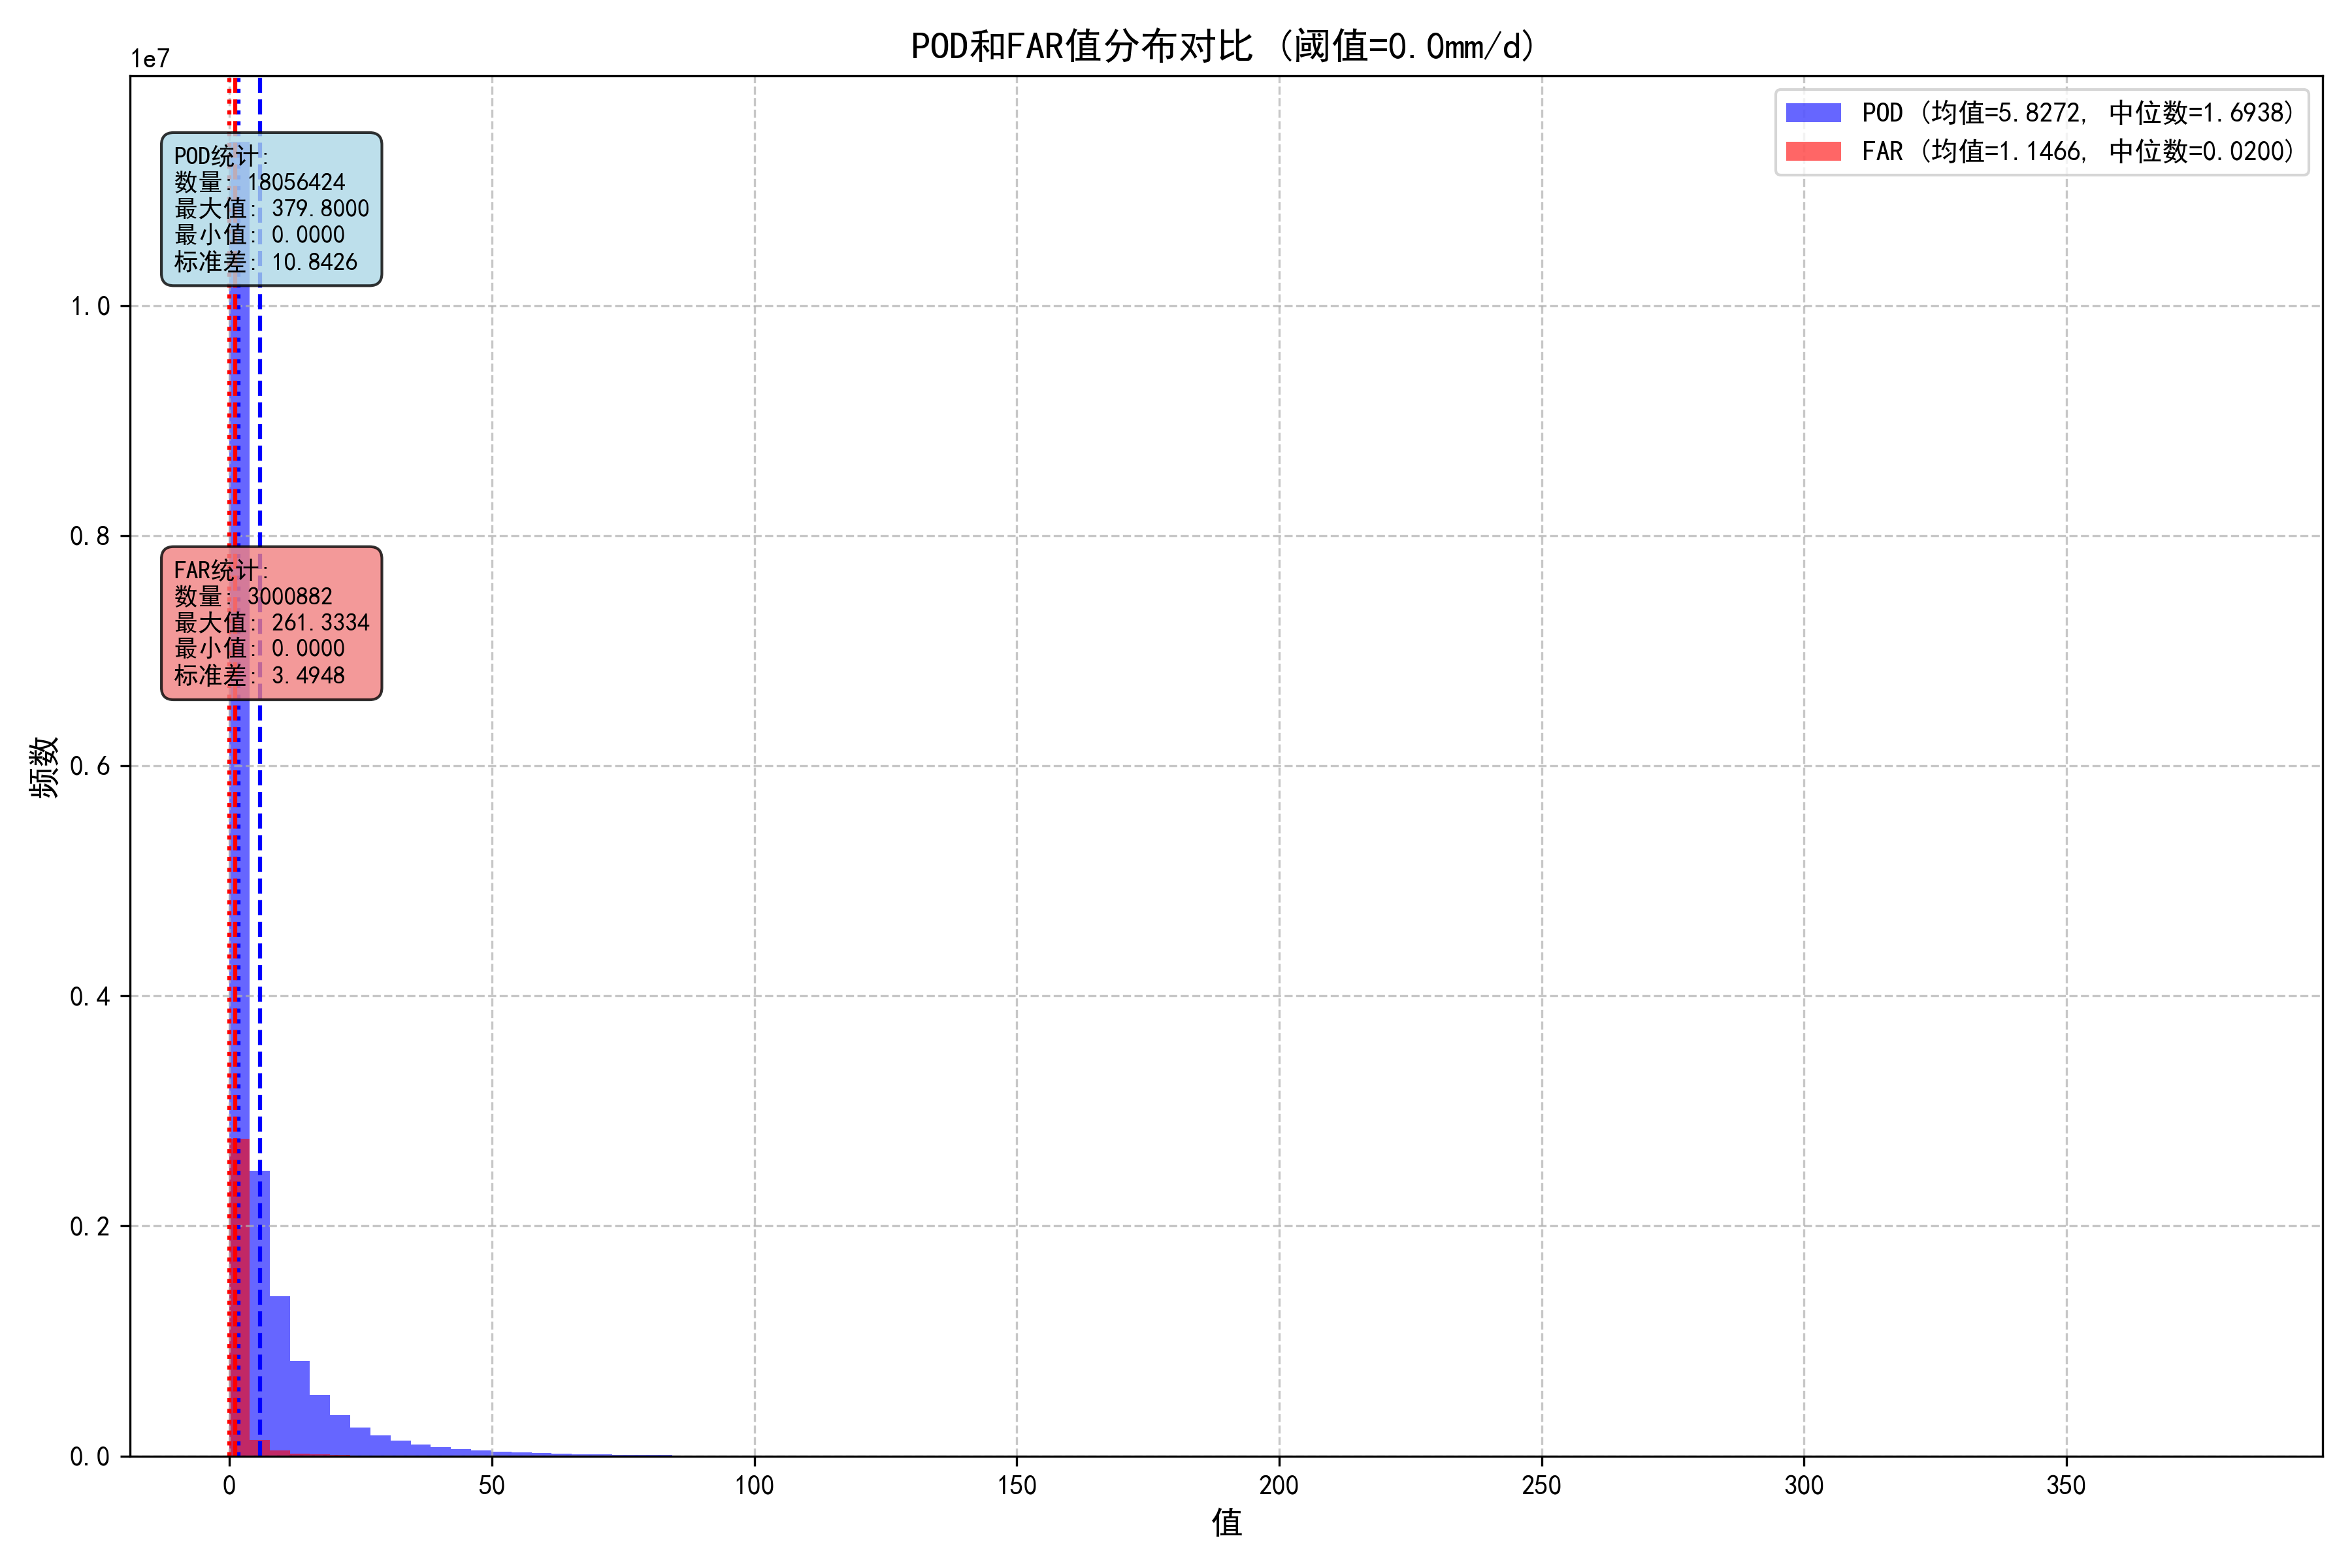 POD和FAR值分布对比 (阈值=0.0mm/d)
1e7
POD (均值=5.8272, 中位数=1.6938)
FAR (均值=1.1466, 中位数=0.0200)
POD统计:
数量: 18056424
最大值: 379.8000
最小值: 0.0000
标准差: 10.8426
FAR统计:
数量: 3000882
最大值: 261.3334
最小值: 0.0000
标准差: 3.4948
频数
1.0
0.8
0.6
0.4
0.2
0.0
0 50 100 150 200 250 300 350
值